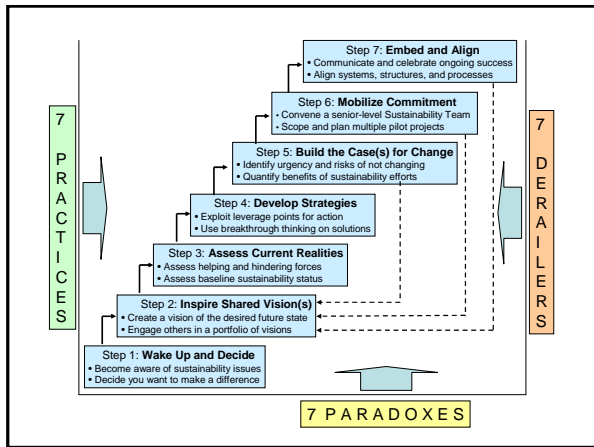 Step 7: Embed and Align
• Communicate and celebrate ongoing success
• Align systems, structures, and processes
Step 6: Mobilize Commitment
• Convene a senior-level Sustainability Team
• Scope and plan multiple pilot projects
Step 5: Build the Case(s) for Change
• Identify urgency and risks of not changing
• Quantify benefits of sustainability efforts
Step 4: Develop Strategies
• Exploit leverage points for action
• Use breakthrough thinking on solutions
Step 3: Assess Current Realities
• Assess helping and hindering forces
• Assess baseline sustainability status
Step 2: Inspire Shared Vision(s)
• Create a vision of the desired future state
• Engage others in a portfolio of visions
Step 1: Wake Up and Decide
• Become aware of sustainability issues
• Decide you want to make a difference
7 PRACTICES
7 DERAILERS
7 PARADOXES